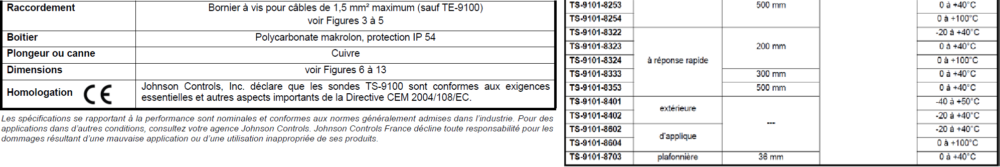 Raccordement Bornier à vis pour câbles de 1,5 mm² maximum (sauf TE-9100)
voir Figures 3 à 5
Boîtier Polycarbonate makrolon, protection IP 54
Plongeur ou canne Cuivre
Dimensions voir Figures 6 à 13
Homologation CE Johnson Controls, Inc. déclare que les sondes TS-9100 sont conformes aux exigences
essentielles et autres aspects importants de la Directive CEM 2004/108/EC.
Les spécifications se rapportant à la performance sont nominales et conformes aux normes généralement admises dans l’industrie. Pour des
applications dans d’autres conditions, consultez votre agence Johnson Controls. Johnson Controls France décline toute responsabilité pour les
dommages résultant d’une mauvaise application ou d’une utilisation inappropriée de ses produits.
TS-9101-8253 500 mm 0 à +40°C
TS-9101-8254 0 à +100°C
TS-9101-8322 -20 à +40°C
TS-9101-8323 200 mm 0 à +40°C
TS-9101-8324 à réponse rapide 0 à +100°C
TS-9101-8333 300 mm 0 à +40°C
TS-9101-8353 500 mm 0 à +40°C
TS-9101-8401 extérieure -40 à +50°C
TS-9101-8402 --- -20 à +40°C
TS-9101-8602 d'applique -20 à +40°C
TS-9101-8604 0 à +100°C
TS-9101-8703 plafonnière 36 mm 0 à +40°C